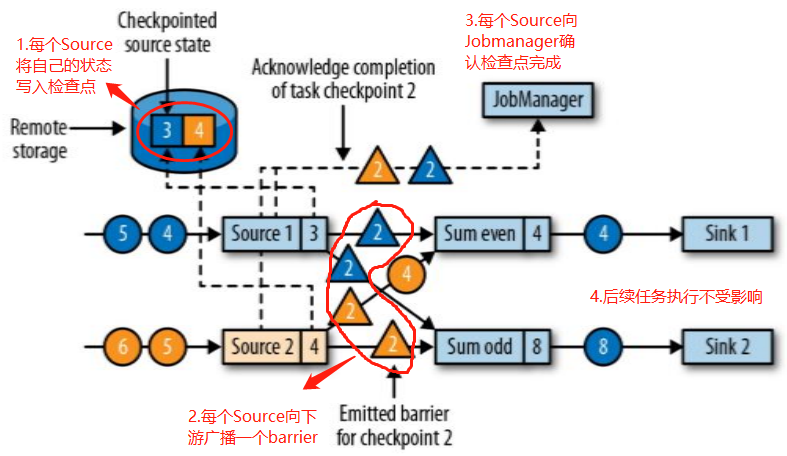 Checkpointed
source state
1.每个Source
将自己的状态
写入检查点
3.每个Source向
Jobmanager确
认检查点完成
Acknowledge completion
of task checkpoint 2
JobManager
Remote
storage
3 4
2 2
5 4 Source 1 3 2 Sum even 4 4 Sink 1
2 4
2
4.后续任务执行不受影响
6 5 Source 2 4 2 Sum odd 8 8 Sink 2
2.每个Source向下
游广播一个barrier
Emitted barrier
for checkpoint 2